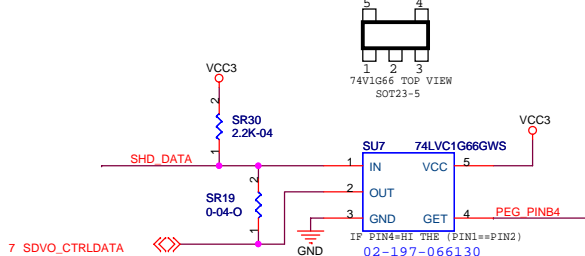 5 4
1 2 3
74V1G66 TOP VIEW
SOT23-5
VCC3
2
SR30
2.2K-04
1
VCC3
SU7 74LVC1G66GWS
SHD_DATA
1 IN VCC 5
2
SR19
0-04-O
1
2 OUT
3 GND GET 4 PEG_PINB4
GND
IF PIN4=HI THE (PIN1==PIN2)
02-197-066130
7 SDVO_CTRLDATA